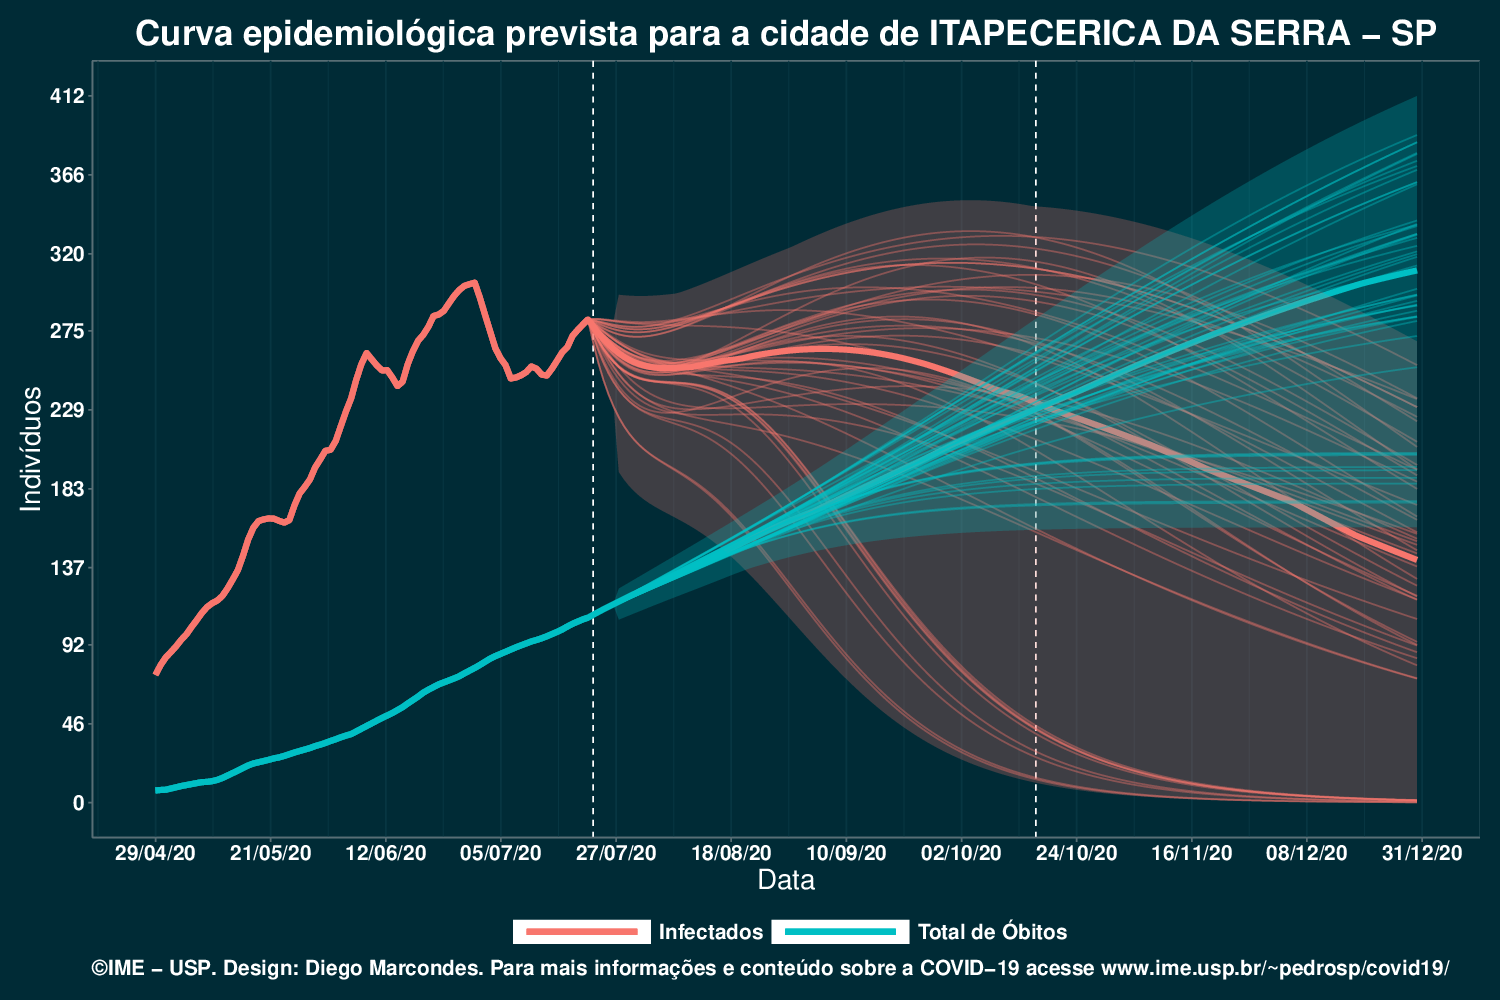 Curva epidemiológica prevista para a cidade de ITAPECERICA DA SERRA – SP
412
366
320
275
229
183
137
92
46
0
Indivíduos
29/04/20 21/05/20 12/06/20 05/07/20 27/07/20 18/08/20 10/09/20 02/10/20 24/10/20 16/11/20 08/12/20 31/12/20
Data
Infectados Total de Óbitos
©IME – USP. Design: Diego Marcondes. Para mais informações e conteúdo sobre a COVID–19 acesse www.ime.usp.br/~pedrosp/covid19/